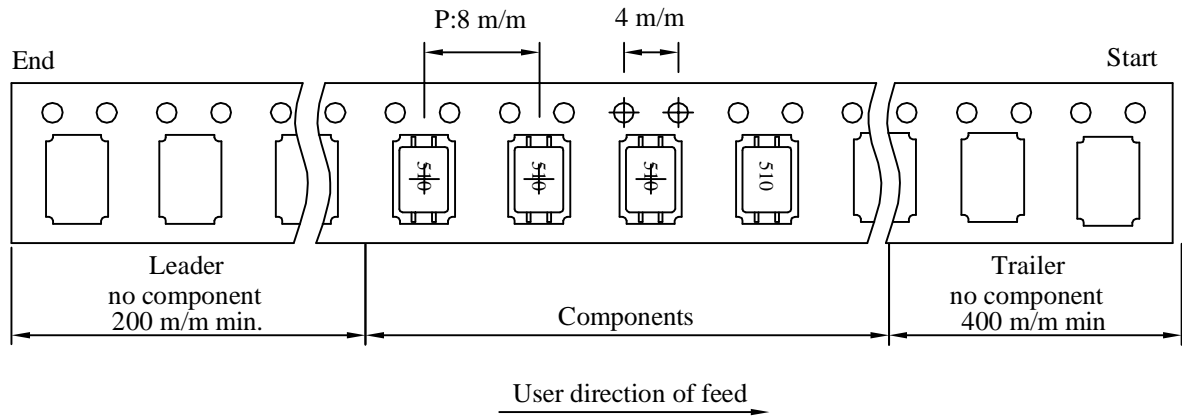 P:8 m/m
4 m/m
End
Start
510
510
510
510
Leader
no component
200 m/m min.
Components
Trailer
no component
400 m/m min
User direction of feed